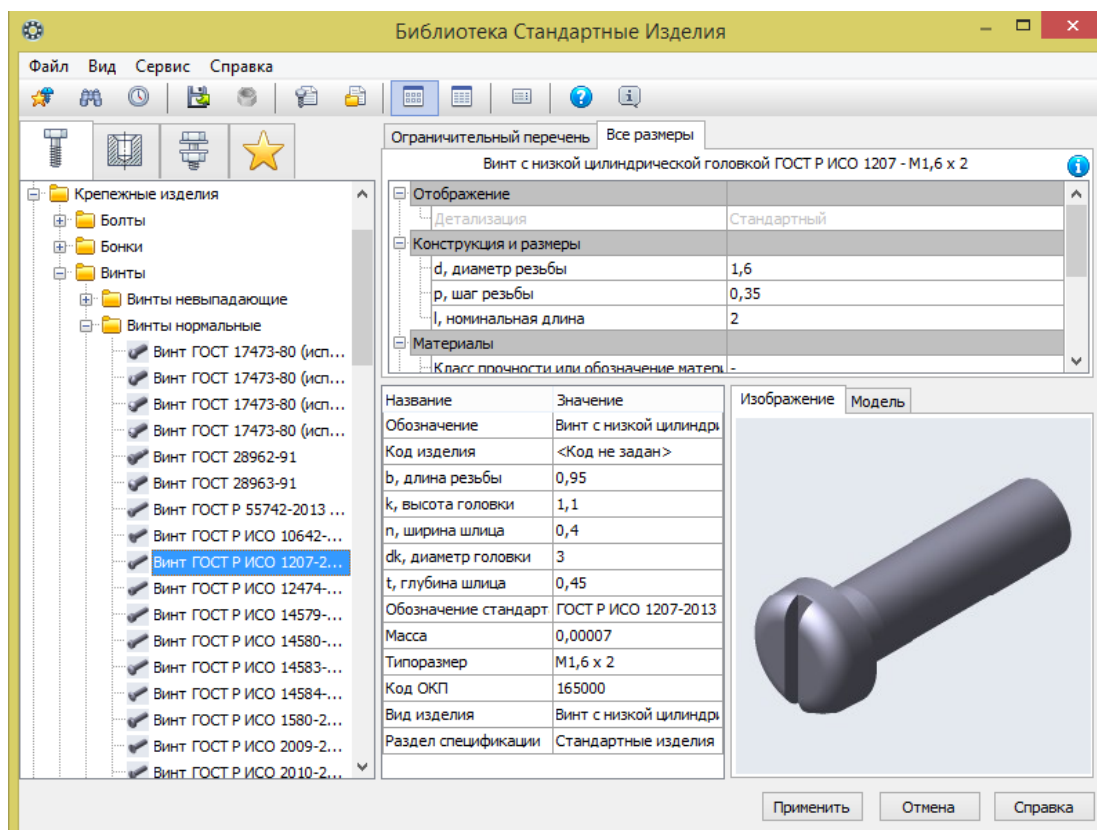 Библиотека Стандартные Изделия
Файл Вид Сервис Справка
Крепежные изделия
Болты
Бонки
Винты
Винты невыпадающие
Винты нормальные
Винт ГОСТ 17473-80 (исп...
Винт ГОСТ 17473-80 (исп...
Винт ГОСТ 17473-80 (исп...
Винт ГОСТ 17473-80 (исп...
Винт ГОСТ 28962-91
Винт ГОСТ 28963-91
Винт ГОСТ Р 55742-2013 ...
Винт ГОСТ Р ИСО 10642-...
Винт ГОСТ Р ИСО 1207-2...
Винт ГОСТ Р ИСО 12474-...
Винт ГОСТ Р ИСО 14579-...
Винт ГОСТ Р ИСО 14580-...
Винт ГОСТ Р ИСО 14583-...
Винт ГОСТ Р ИСО 14584-...
Винт ГОСТ Р ИСО 1580-2...
Винт ГОСТ Р ИСО 2009-2...
Винт ГОСТ Р ИСО 2010-2...
Ограничительный перечень Все размеры
Винт с низкой цилиндрической головкой ГОСТ Р ИСО 1207 - М1,6 x 2
Отображение
Детализация Стандартный
Конструкция и размеры
d, диаметр резьбы 1,6
p, шаг резьбы 0,35
l, номинальная длина 2
Материалы
Класс прочности или обозначение матери -
Название Значение
Обозначение Винт с низкой цилиндри
Код изделия <Код не задан>
b, длина резьбы 0,95
k, высота головки 1,1
n, ширина шлица 0,4
dk, диаметр головки 3
t, глубина шлица 0,45
Обозначение стандарт ГОСТ Р ИСО 1207-2013
Масса 0,00007
Типоразмер М1,6 x 2
Код ОКП 165000
Вид изделия Винт с низкой цилиндри
Раздел спецификации Стандартные изделия
Изображение Модель
Применить Отмена Справка